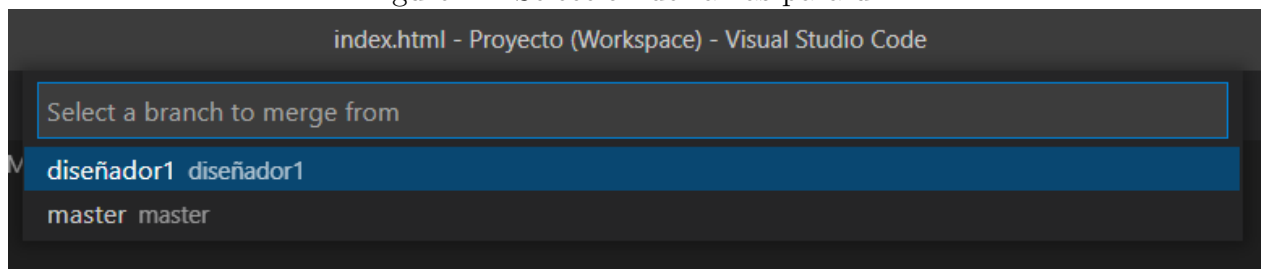 index.html - Proyecto (Workspace) - Visual Studio Code
Select a branch to merge from
diseñador1 diseñador1
master master